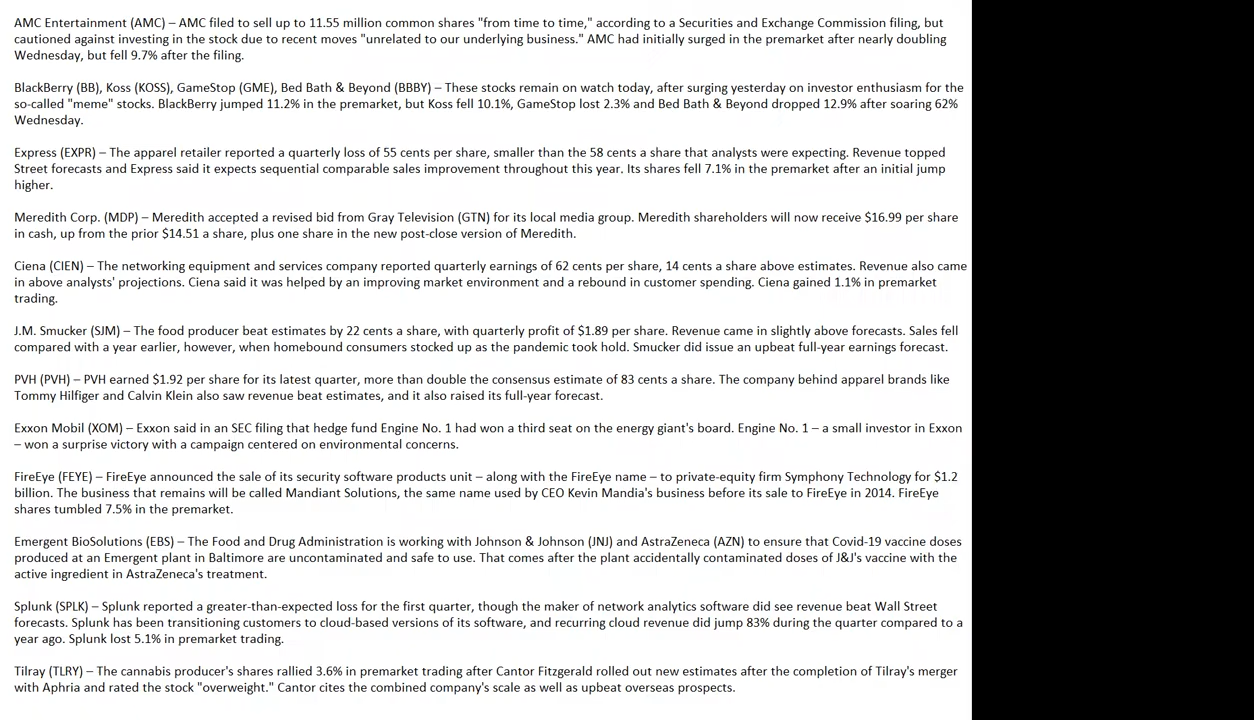 AMC Entertainment (AMC) – AMC filed to sell up to 11.55 million common shares "from time to time," according to a Securities and Exchange Commission filing, but
cautioned against investing in the stock due to recent moves "unrelated to our underlying business." AMC had initially surged in the premarket after nearly doubling
Wednesday, but fell 9.7% after the filing.
BlackBerry (BB), Koss (KOSS), GameStop (GME), Bed Bath & Beyond (BBBY) – These stocks remain on watch today, after surging yesterday on investor enthusiasm for the
so-called "meme" stocks. BlackBerry jumped 11.2% in the premarket, but Koss fell 10.1%, GameStop lost 2.3% and Bed Bath & Beyond dropped 12.9% after soaring 62%
Wednesday.
Express (EXPR) – The apparel retailer reported a quarterly loss of 55 cents per share, smaller than the 58 cents a share that analysts were expecting. Revenue topped
Street forecasts and Express said it expects sequential comparable sales improvement throughout this year. Its shares fell 7.1% in the premarket after an initial jump
higher.
Meredith Corp. (MDP) – Meredith accepted a revised bid from Gray Television (GTN) for its local media group. Meredith shareholders will now receive $16.99 per share
in cash, up from the prior $14.51 a share, plus one share in the new post-close version of Meredith.
Ciena (CIEN) – The networking equipment and services company reported quarterly earnings of 62 cents per share, 14 cents a share above estimates. Revenue also came
in above analysts' projections. Ciena said it was helped by an improving market environment and a rebound in customer spending. Ciena gained 1.1% in premarket
trading.
J.M. Smucker (SJM) – The food producer beat estimates by 22 cents a share, with quarterly profit of $1.89 per share. Revenue came in slightly above forecasts. Sales fell
compared with a year earlier, however, when homebound consumers stocked up as the pandemic took hold. Smucker did issue an upbeat full-year earnings forecast.
PVH (PVH) – PVH earned $1.92 per share for its latest quarter, more than double the consensus estimate of 83 cents a share. The company behind apparel brands like
Tommy Hilfiger and Calvin Klein also saw revenue beat estimates, and it also raised its full-year forecast.
Exxon Mobil (XOM) – Exxon said in an SEC filing that hedge fund Engine No. 1 had won a third seat on the energy giant's board. Engine No. 1 – a small investor in Exxon
– won a surprise victory with a campaign centered on environmental concerns.
FireEye (FEYE) – FireEye announced the sale of its security software products unit – along with the FireEye name – to private-equity firm Symphony Technology for $1.2
billion. The business that remains will be called Mandiant Solutions, the same name used by CEO Kevin Mandia's business before its sale to FireEye in 2014. FireEye
shares tumbled 7.5% in the premarket.
Emergent BioSolutions (EBS) – The Food and Drug Administration is working with Johnson & Johnson (JNJ) and AstraZeneca (AZN) to ensure that Covid-19 vaccine doses
produced at an Emergent plant in Baltimore are uncontaminated and safe to use. That comes after the plant accidentally contaminated doses of J&J's vaccine with the
active ingredient in AstraZeneca's treatment.
Splunk (SPLK) – Splunk reported a greater-than-expected loss for the first quarter, though the maker of network analytics software did see revenue beat Wall Street
forecasts. Splunk has been transitioning customers to cloud-based versions of its software, and recurring cloud revenue did jump 83% during the quarter compared to a
year ago. Splunk lost 5.1% in premarket trading.
Tilray (TLRY) – The cannabis producer's shares rallied 3.6% in premarket trading after Cantor Fitzgerald rolled out new estimates after the completion of Tilray's merger
with Aphria and rated the stock "overweight." Cantor cites the combined company's scale as well as upbeat overseas prospects.